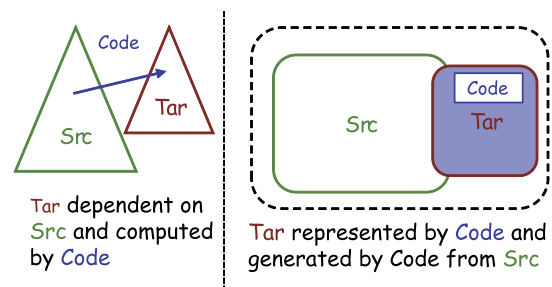 Code
Tar
Src
Tar dependent on
Src and computed
by Code
Code
Src
Tar
Tar represented by Code and
generated by Code from Src